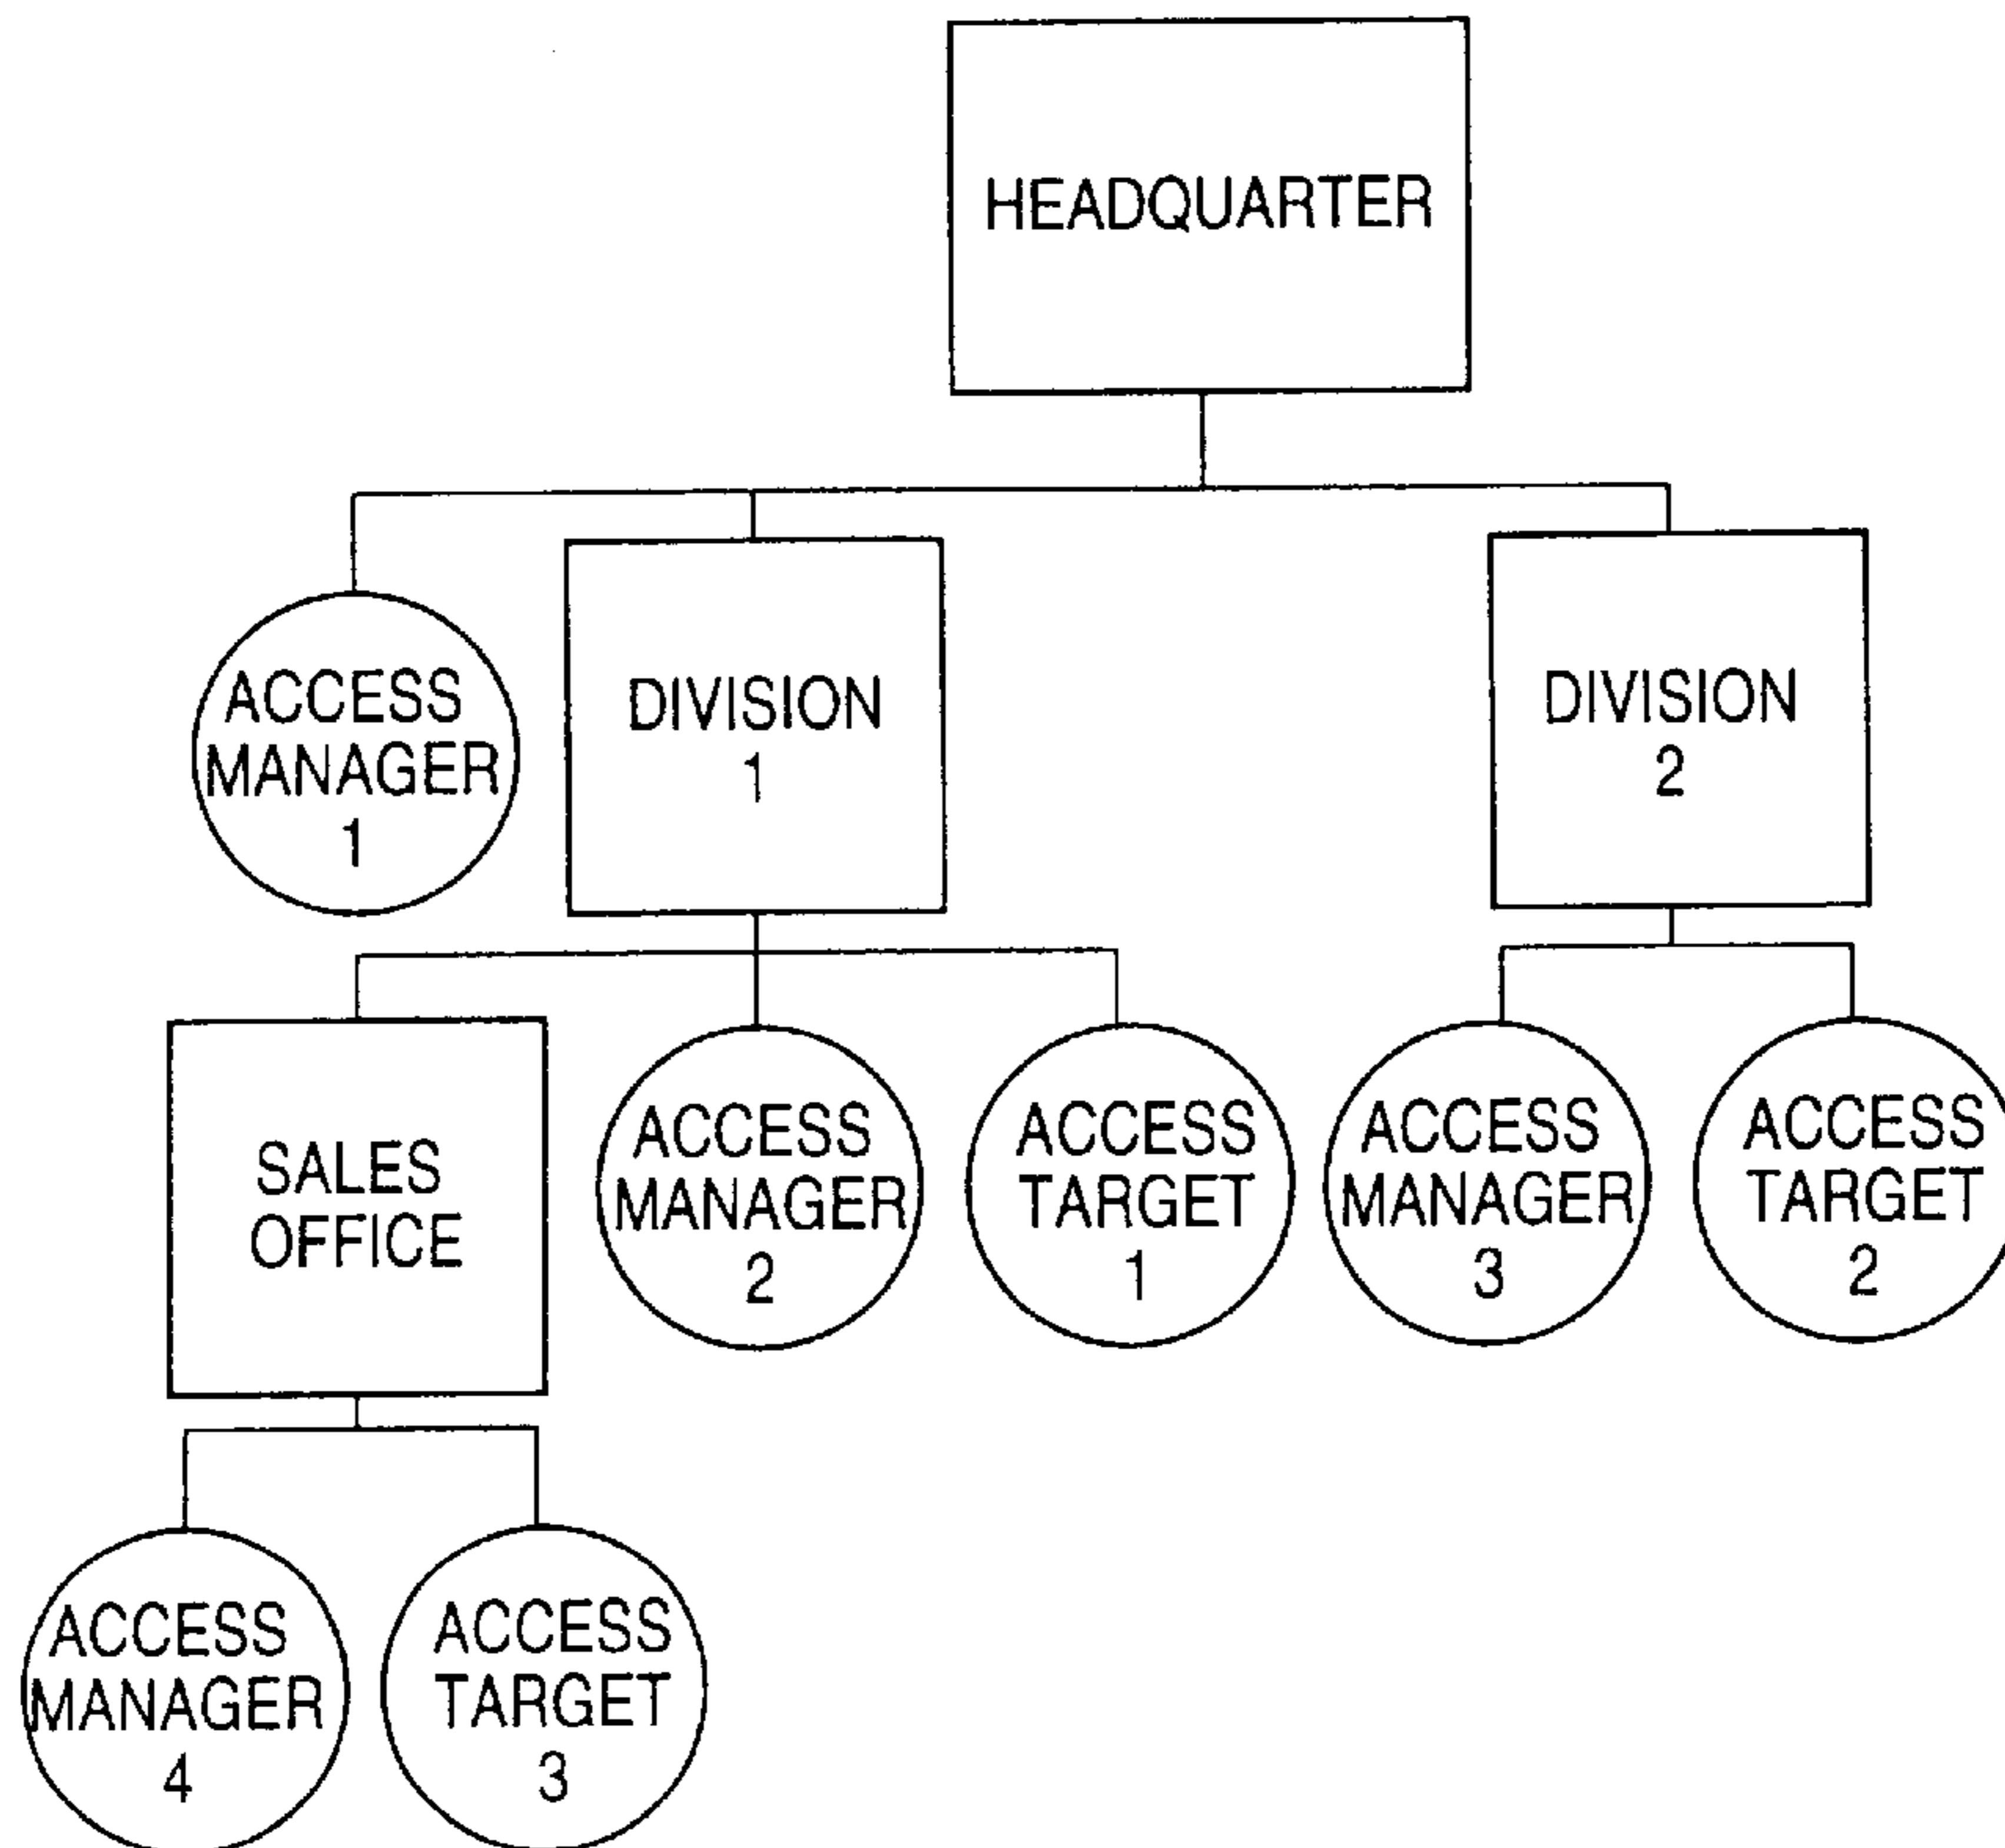 HEADQUARTER
ACCESS
MANAGER
1
DIVISION
1
DIVISION
2
SALES
OFFICE
ACCESS
MANAGER
2
ACCESS
TARGET
1
ACCESS
MANAGER
3
ACCESS
TARGET
2
ACCESS
MANAGER
4
ACCESS
TARGET
3